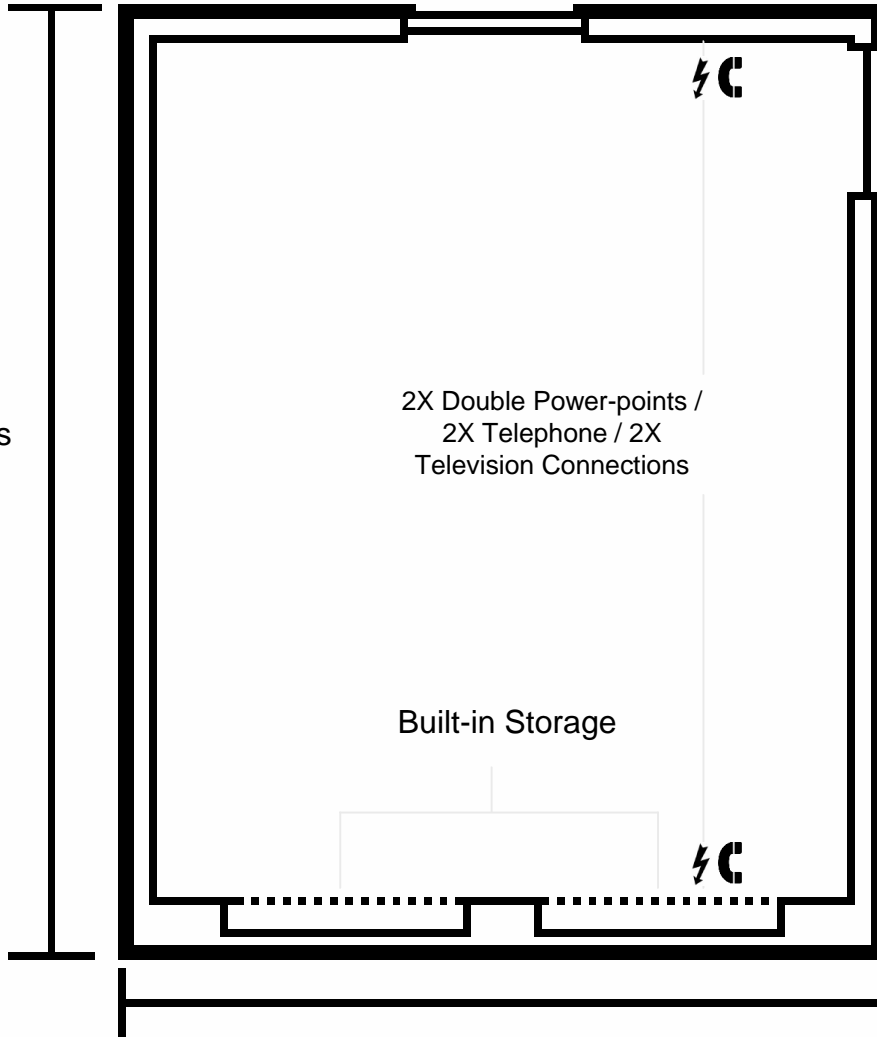 s
2X Double Power-points /
2X Telephone / 2X
Television Connections
Built-in Storage